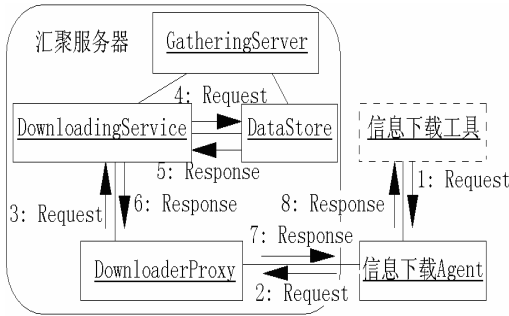 汇聚服务器
GatheringServer
4: Request
DownloadingService
DataStore
信息下载工具
5: Response
1: Request
3: Request
6: Response
8: Response
7: Response
DownloaderProxy
信息下载Agent
2: Request